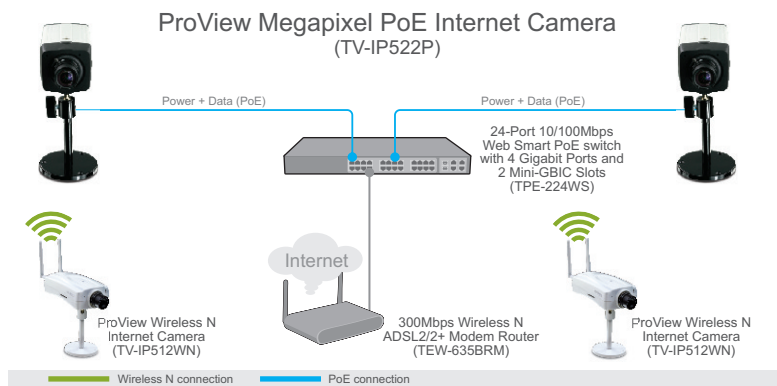 ProView Megapixel PoE Internet Camera
(TV-IP522P)
Power + Data (PoE)
Power + Data (PoE)
24-Port 10/100Mbps
Web Smart PoE switch
with 4 Gigabit Ports and
2 Mini-GBIC Slots
(TPE-224WS)
Internet
ProView Wireless N
Internet Camera
(TV-IP512WN)
300Mbps Wireless N
ADSL2/2+ Modem Router
(TEW-635BRM)
ProView Wireless N
Internet Camera
(TV-IP512WN)
Wireless N connection
PoE connection